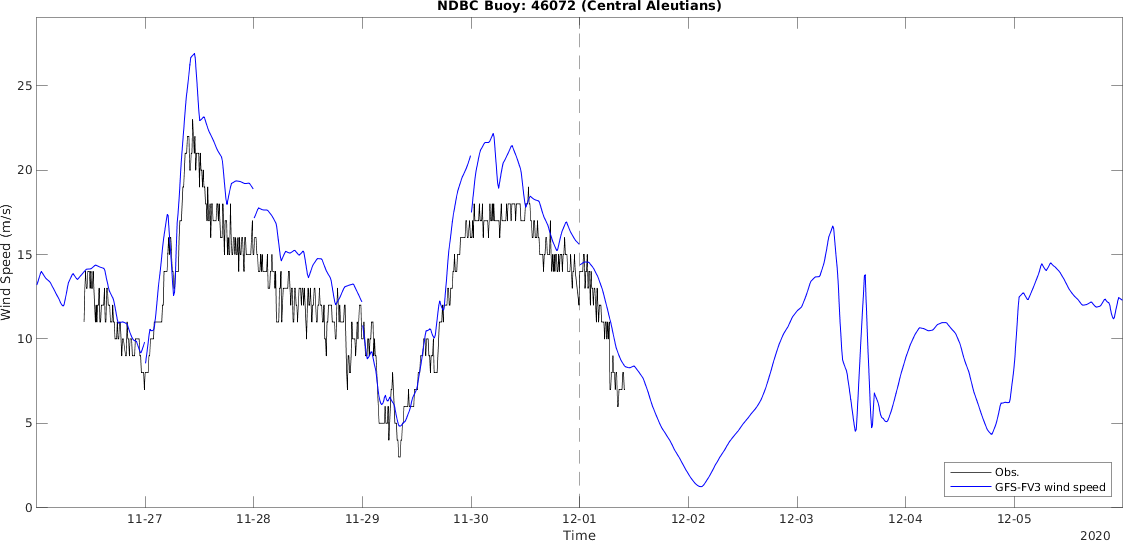 NDBC Buoy: 46072 (Central Aleutians)
25
20
15
10
5
0
Wind Speed (m/s)
Obs.
GFS-FV3 wind speed
11-27 11-28 11-29 11-30 12-01 12-02 12-03 12-04 12-05
Time
2020